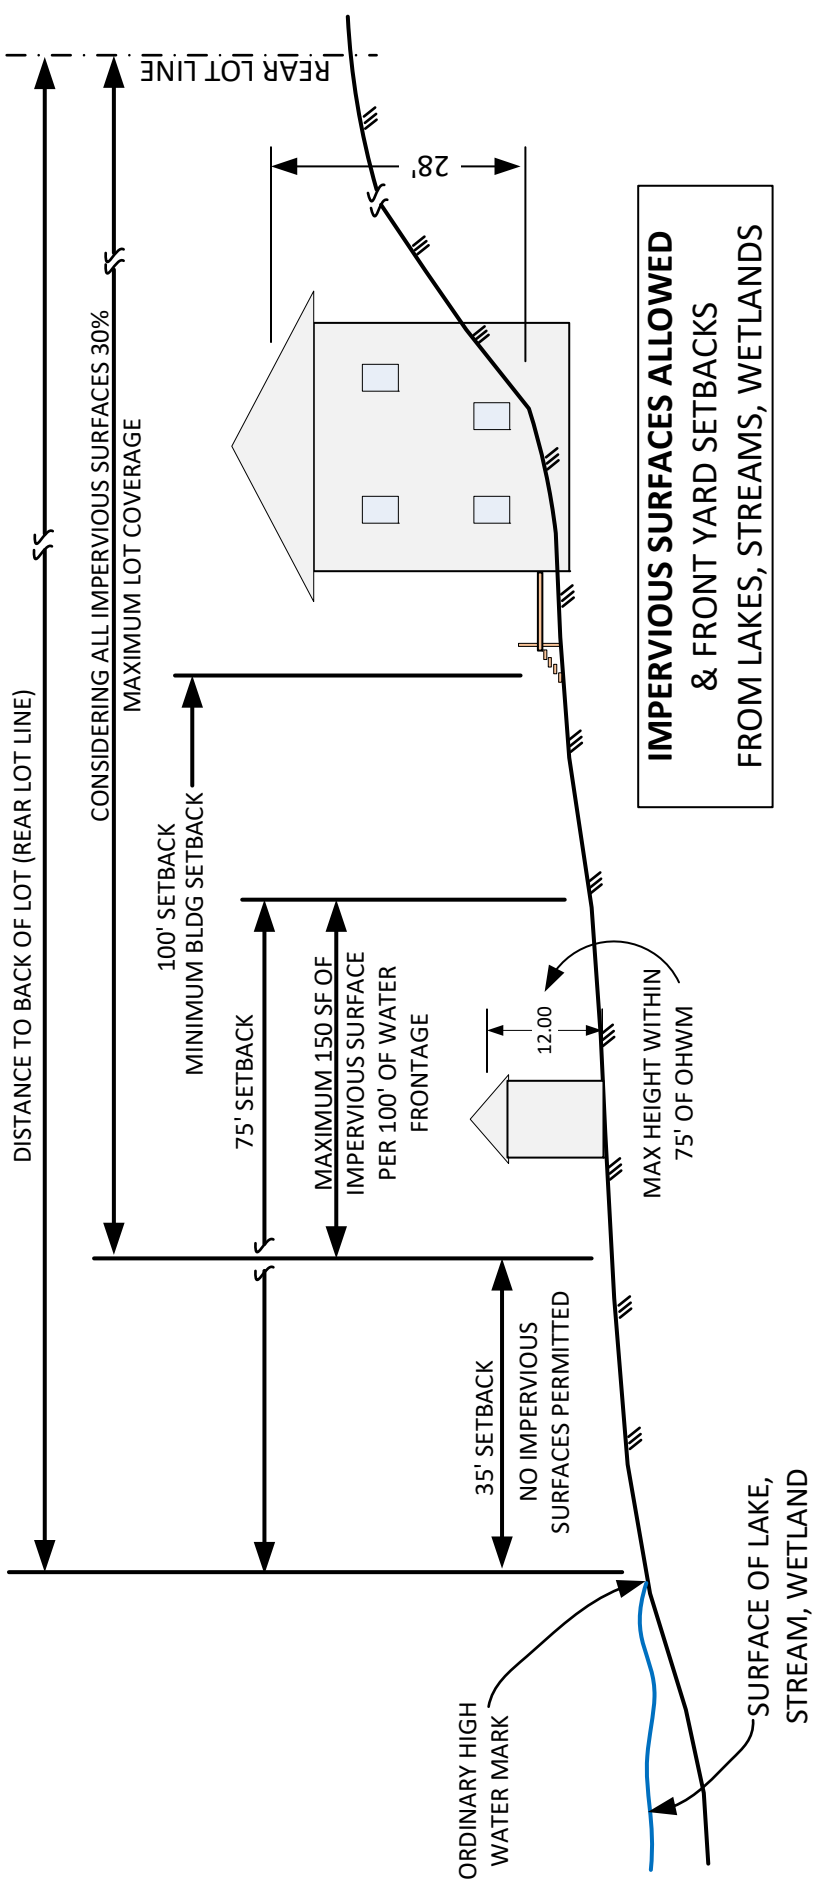 DISTANCE TO BACK OF LOT (REAR LOT LINE)
CONSIDERING ALL IMPERVIOUS SURFACES 30%
MAXIMUM LOT COVERAGE
REAR LOT LINE
100' SETBACK
MINIMUM BLDG SETBACK
75' SETBACK
MAXIMUM 150 SF OF
IMPERVIOUS SURFACE
PER 100' OF WATER
FRONTAGE
28'
35' SETBACK
NO IMPERVIOUS
SURFACES PERMITTED
12.00
MAX HEIGHT WITHIN
75' OF OHWM
ORDINARY HIGH
WATER MARK
SURFACE OF LAKE,
STREAM, WETLAND
IMPERVIOUS SURFACES ALLOWED
& FRONT YARD SETBACKS
FROM LAKES, STREAMS, WETLANDS